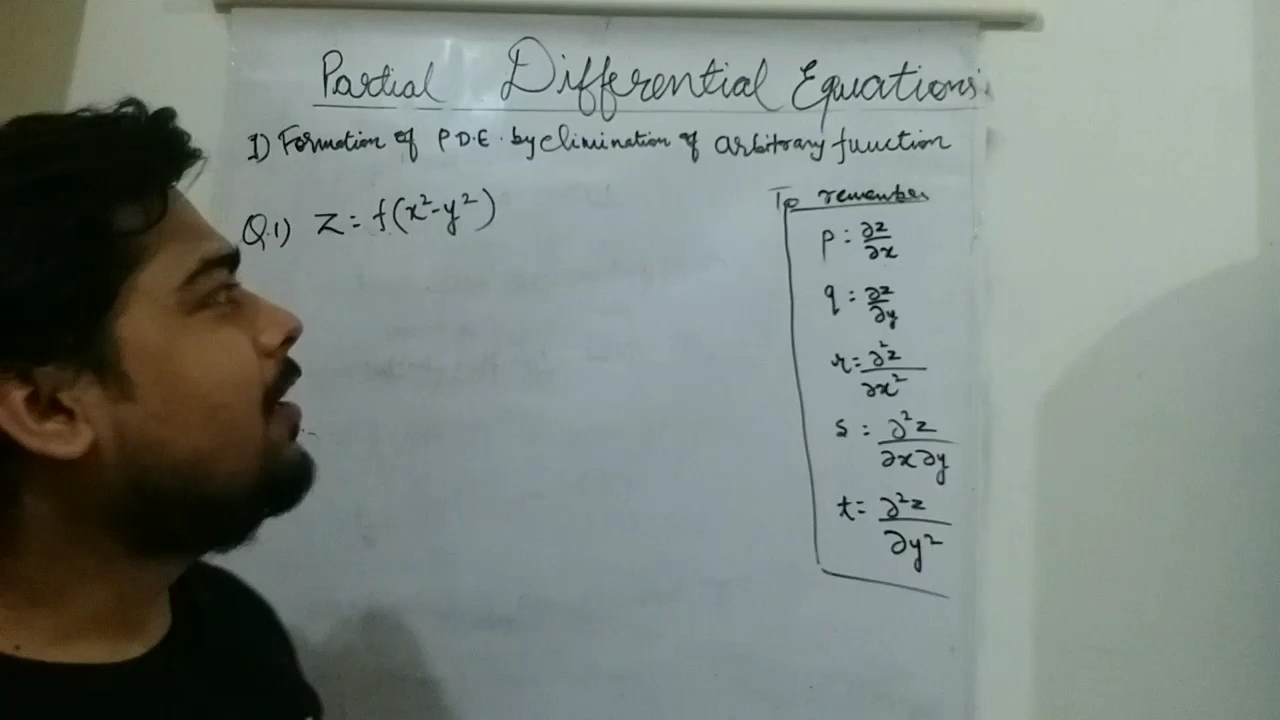 Partial Differential Equations
1) Formation of P.D.E. by elimination of arbitrary function
Q.1) z = f(x²-y²)
To remember
p = ∂z/∂x
q = ∂z/∂y
r = ∂²z/∂x²
s = ∂²z/∂x∂y
t = ∂²z/∂y²